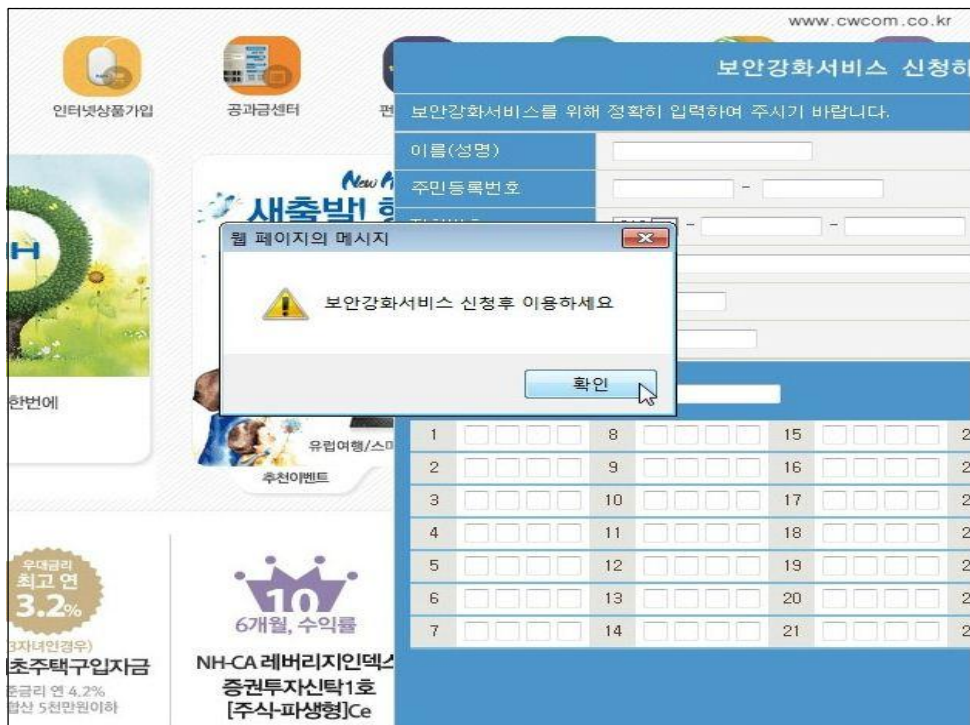 www.cwcom.co.kr
인터넷상품가입
공과금센터
펀
보안강화서비스 신청하
보안강화서비스를 위해 정확히 입력하여 주시기 바랍니다.
이름(성명)
주민등록번호
-
- -
New
새출발!
웹 페이지의 메시지
보안강화서비스 신청후 이용하세요
확인
한번에
유럽여행/스마
추천이벤트
1 8 15 2
2 9 16 2
3 10 17 2
4 11 18 2
5 12 19 2
6 13 20 2
7 14 21 2
우대금리
최고 연
3.2%
3자녀인경우)
초주택구입자금
준금리 연 4.2%
합산 5천만원이하
10
6개월, 수익률
NH-CA 레버리지인덱스
증권투자신탁1호
[주식-파생형]Ce